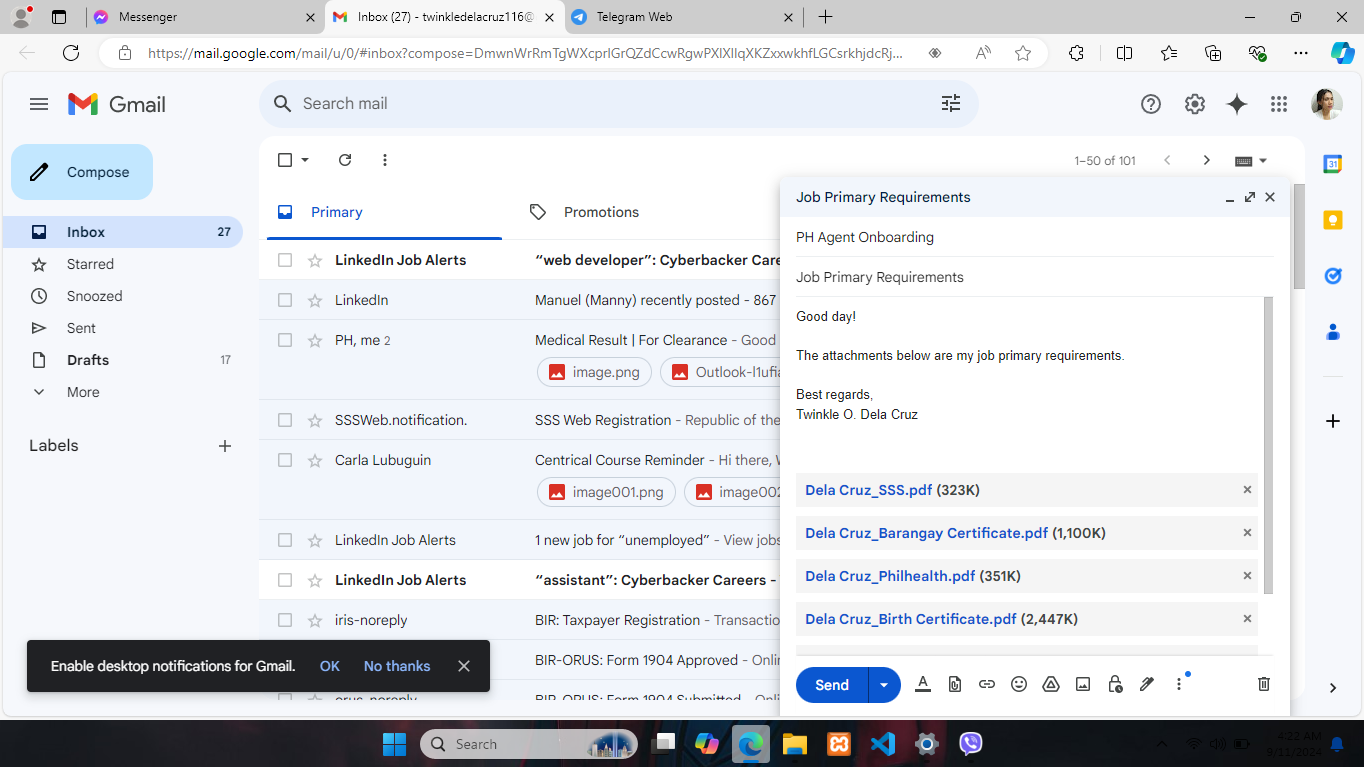 Messenger
Inbox (27) - twinkledelacruz116@
Telegram Web
https://mail.google.com/mail/u/0/#inbox?compose=DmwnWrRmTgWXcprlGrQZdCcwRgwPXlXllqXKZxxwkhfLGCsrkhjdcRj...
Gmail
Search mail
Compose
1–50 of 101
Inbox 27
Starred
Snoozed
Sent
Drafts 17
More
Labels
Primary
Promotions
LinkedIn Job Alerts “web developer”: Cyberbacker Care
LinkedIn Manuel (Manny) recently posted - 867
PH, me 2 Medical Result | For Clearance - Good
image.png Outlook-l1ufia
SSSWeb.notification. SSS Web Registration - Republic of the
Carla Lubuguin Centrical Course Reminder - Hi there, W
image001.png image002
LinkedIn Job Alerts 1 new job for “unemployed” - View jobs
LinkedIn Job Alerts “assistant”: Cyberbacker Careers -
iris-noreply BIR: Taxpayer Registration - Transactio
BIR-ORUS: Form 1904 Approved - Onlin
orus-noreply BIR-ORUS: Form 1904 Submitted - Onlin
Enable desktop notifications for Gmail. OK No thanks
Job Primary Requirements
PH Agent Onboarding
Job Primary Requirements
Good day!
The attachments below are my job primary requirements.
Best regards,
Twinkle O. Dela Cruz
Dela Cruz_SSS.pdf (323K)
Dela Cruz_Barangay Certificate.pdf (1,100K)
Dela Cruz_Philhealth.pdf (351K)
Dela Cruz_Birth Certificate.pdf (2,447K)
Send
31
Search
4:22 AM
9/11/2024